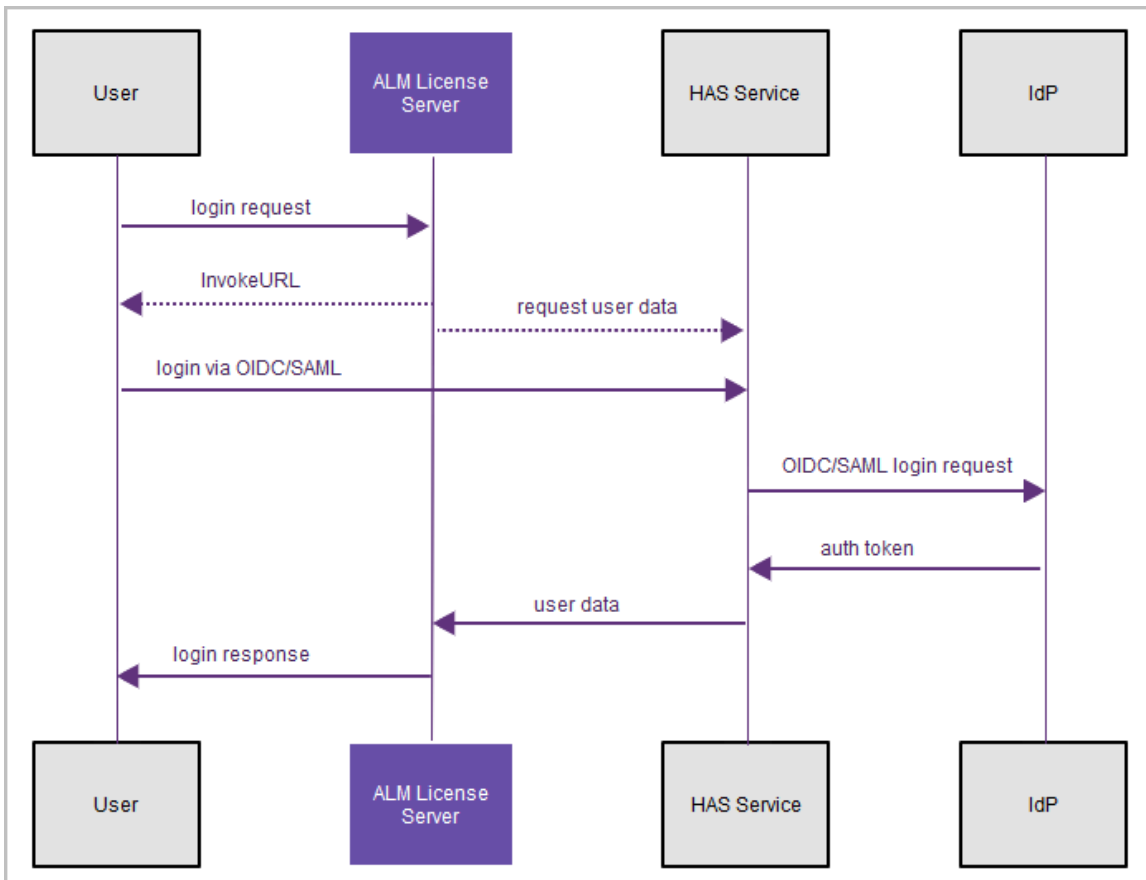 User
ALM License
Server
HAS Service
IdP
login request
InvokeURL
request user data
login via OIDC/SAML
OIDC/SAML login request
auth token
user data
login response
User
ALM License
Server
HAS Service
IdP